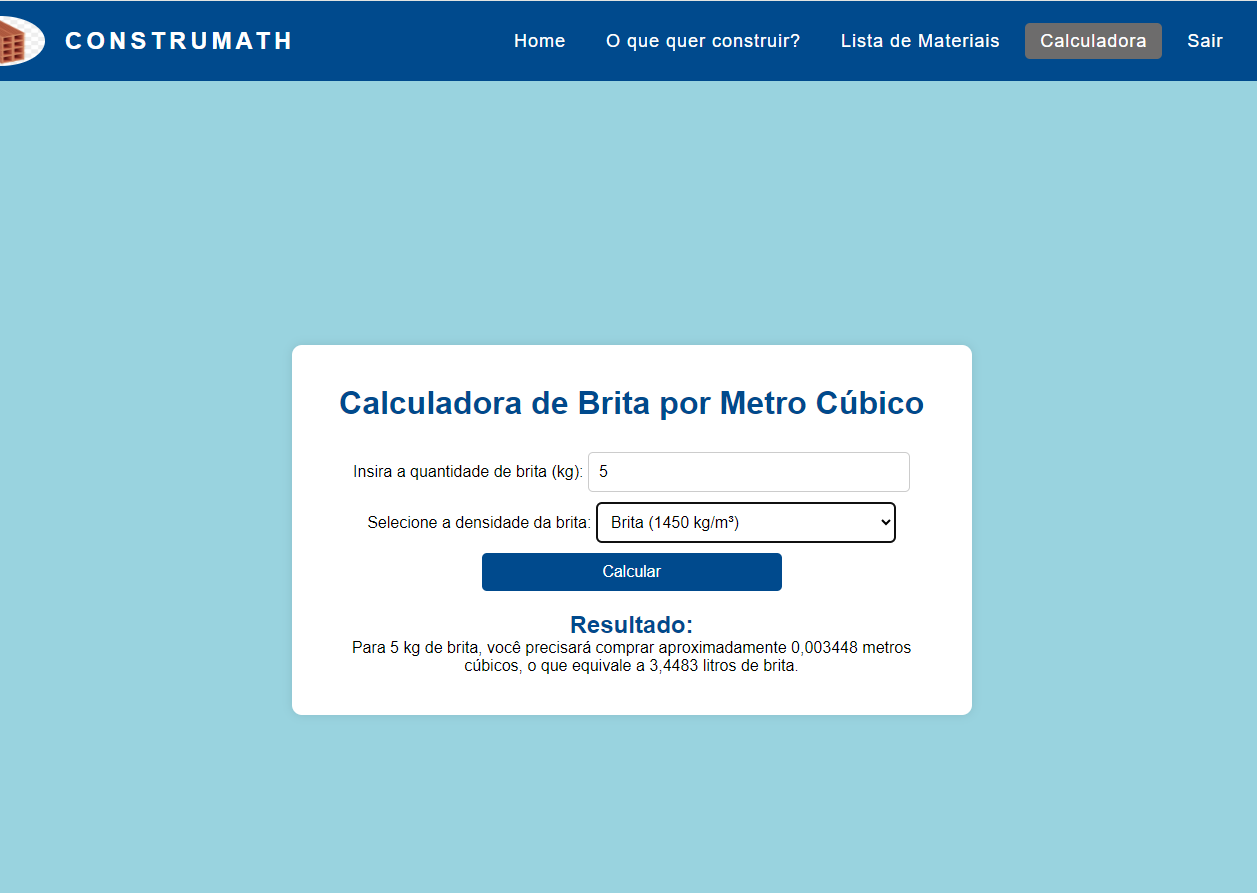 CONSTRUMATH
Home
O que quer construir?
Lista de Materiais
Calculadora
Sair
Calculadora de Brita por Metro Cúbico
Insira a quantidade de brita (kg): 5
Selecione a densidade da brita: Brita (1450 kg/m³)
Calcular
Resultado:
Para 5 kg de brita, você precisará comprar aproximadamente 0,003448 metros
cúbicos, o que equivale a 3,4483 litros de brita.